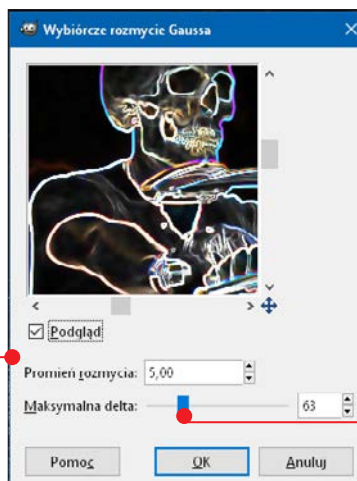 Wybiórcze rozmycie Gaussa
Podgląd
Promień rozmycia: 5,00
Maksymalna delta: 63
Pomoc OK Anuluj